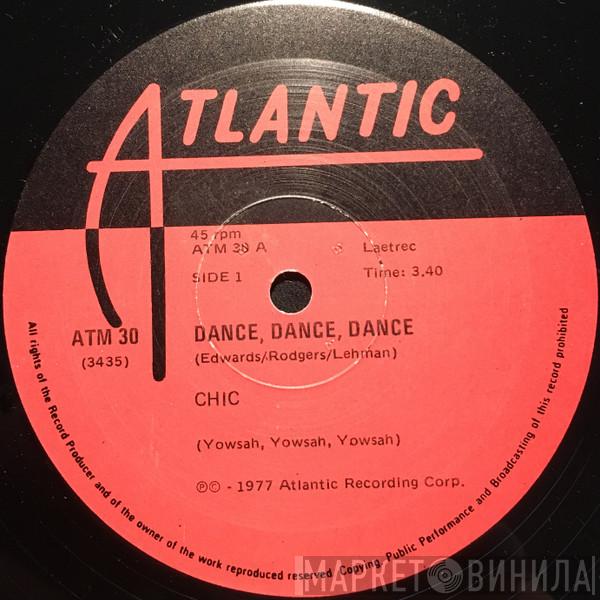 ATLANTIC
45 rpm
ATM 30 A
Laetrec
SIDE 1
Time: 3.40
ATM 30
(3435)
DANCE, DANCE, DANCE
(Edwards/Rodgers/Lehman)
CHIC
(Yowsah, Yowsah, Yowsah)
℗© - 1977 Atlantic Recording Corp.
All rights of the Record Producer and of the owner of the work reproduced reserved. Copying, Public Performance and Broadcasting of this record prohibited
МАРКЕТ ВИНИЛА